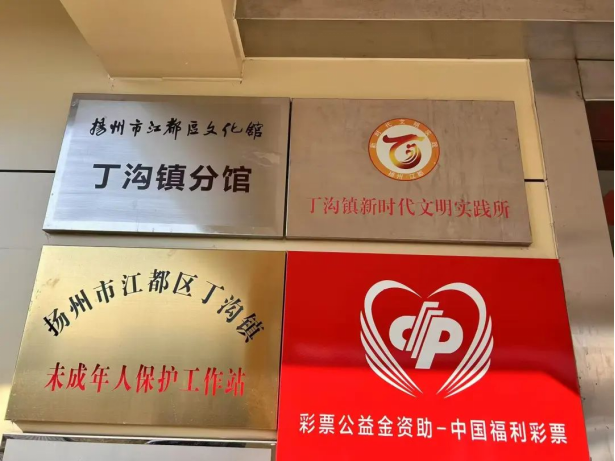 扬州市江都区文化馆
丁沟镇分馆
丁沟镇新时代文明实践所
扬州市江都区丁沟镇
未成年人保护工作站
彩票公益金资助-中国福利彩票